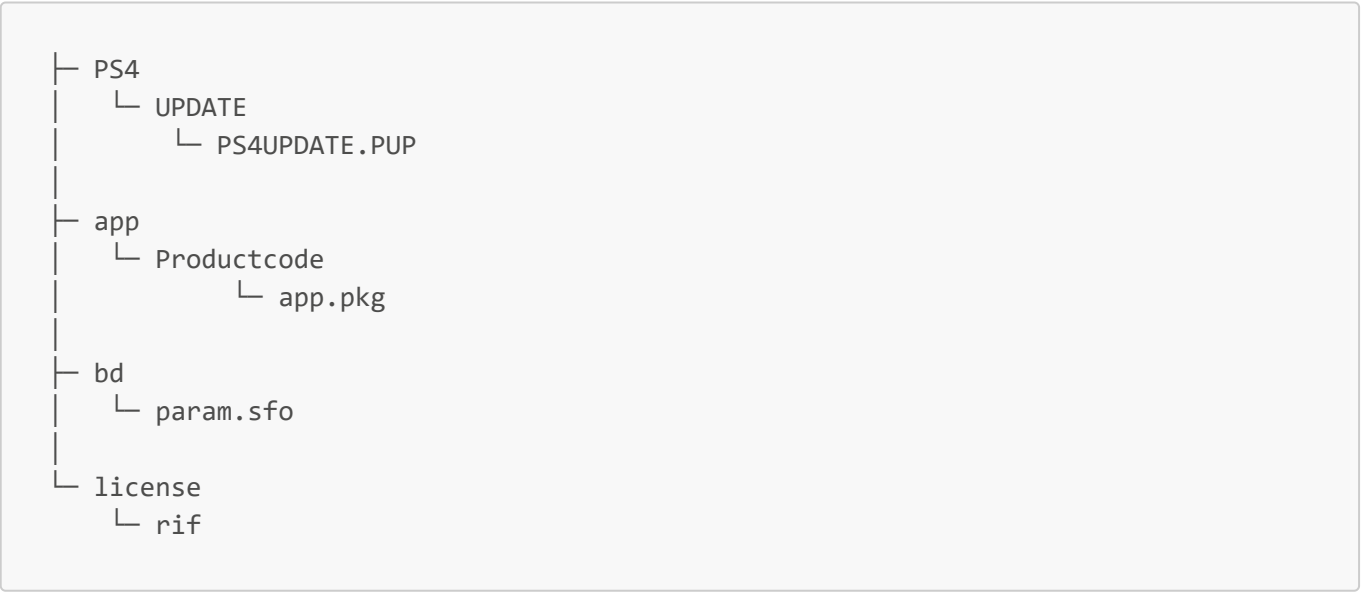 ├─ PS4
│   └─ UPDATE
│       └─ PS4UPDATE.PUP
│
├─ app
│   └─ Productcode
│           └─ app.pkg
│
├─ bd
│   └─ param.sfo
│
└─ license
    └─ rif